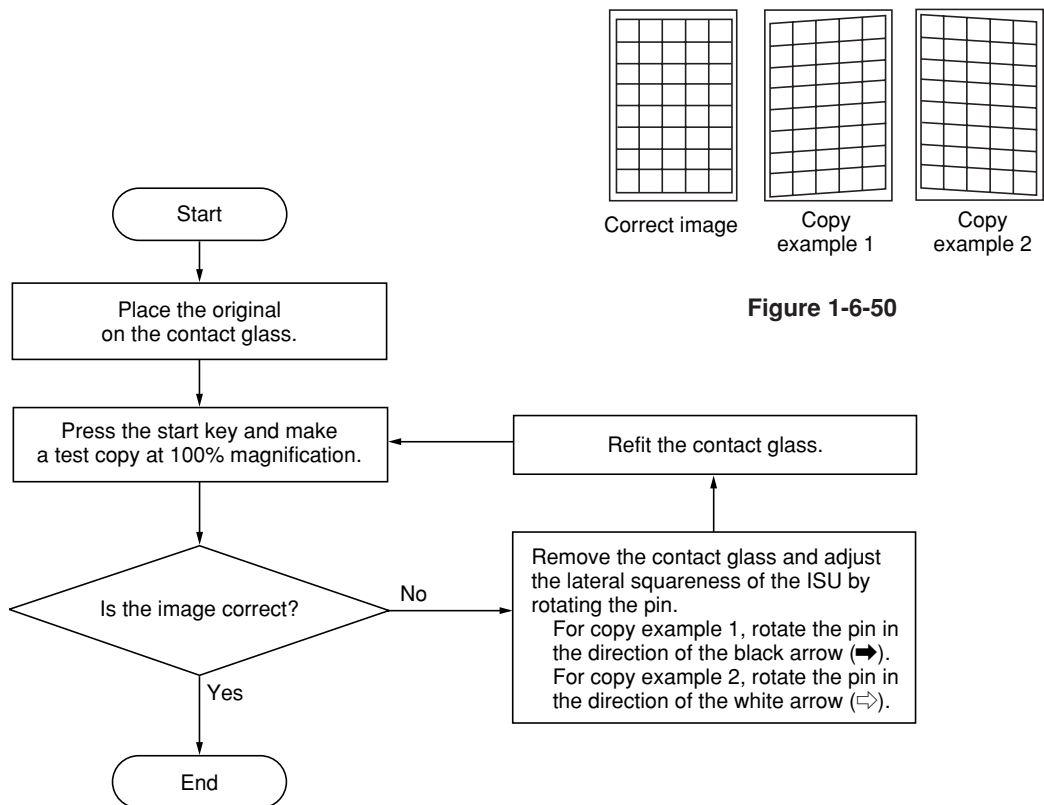 Correct image
Copy
example 1
Copy
example 2
Figure 1-6-50
Start
Place the original
on the contact glass.
Press the start key and make
a test copy at 100% magnification.
Refit the contact glass.
Is the image correct?
No
Remove the contact glass and adjust
the lateral squareness of the ISU by
rotating the pin.
For copy example 1, rotate the pin in
the direction of the black arrow (➡).
For copy example 2, rotate the pin in
the direction of the white arrow (⇨).
Yes
End